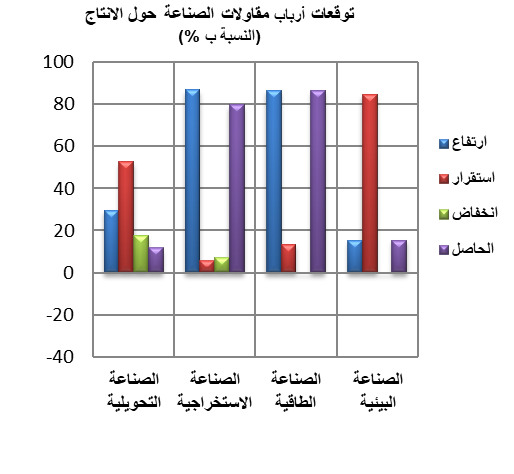 توقعات أرباب مقاولات الصناعة حول الانتاج
(النسبة ب %)
100
80
60
40
20
0
-20
-40
ارتفاع
استقرار
انخفاض
الحاصل
الصناعة التحويلية
الصناعة الاستخراجية
الصناعة الطاقية
الصناعة البيئية